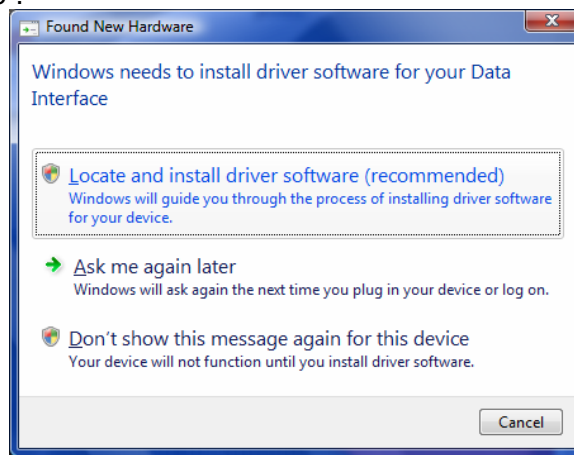 Found New Hardware
Windows needs to install driver software for your Data
Interface
Locate and install driver software (recommended)
Windows will guide you through the process of installing driver software
for your device.
Ask me again later
Windows will ask again the next time you plug in your device or log on.
Don't show this message again for this device
Your device will not function until you install driver software.
Cancel